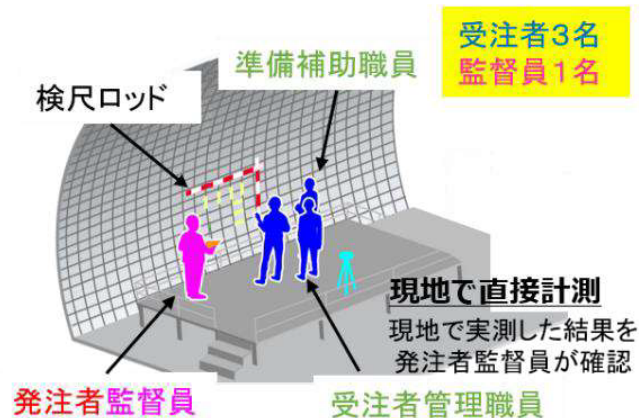 受注者3名
監督員1名
準備補助職員
検尺ロッド
現地で直接計測
現地で実測した結果を
発注者監督員が確認
発注者監督員
受注者管理職員